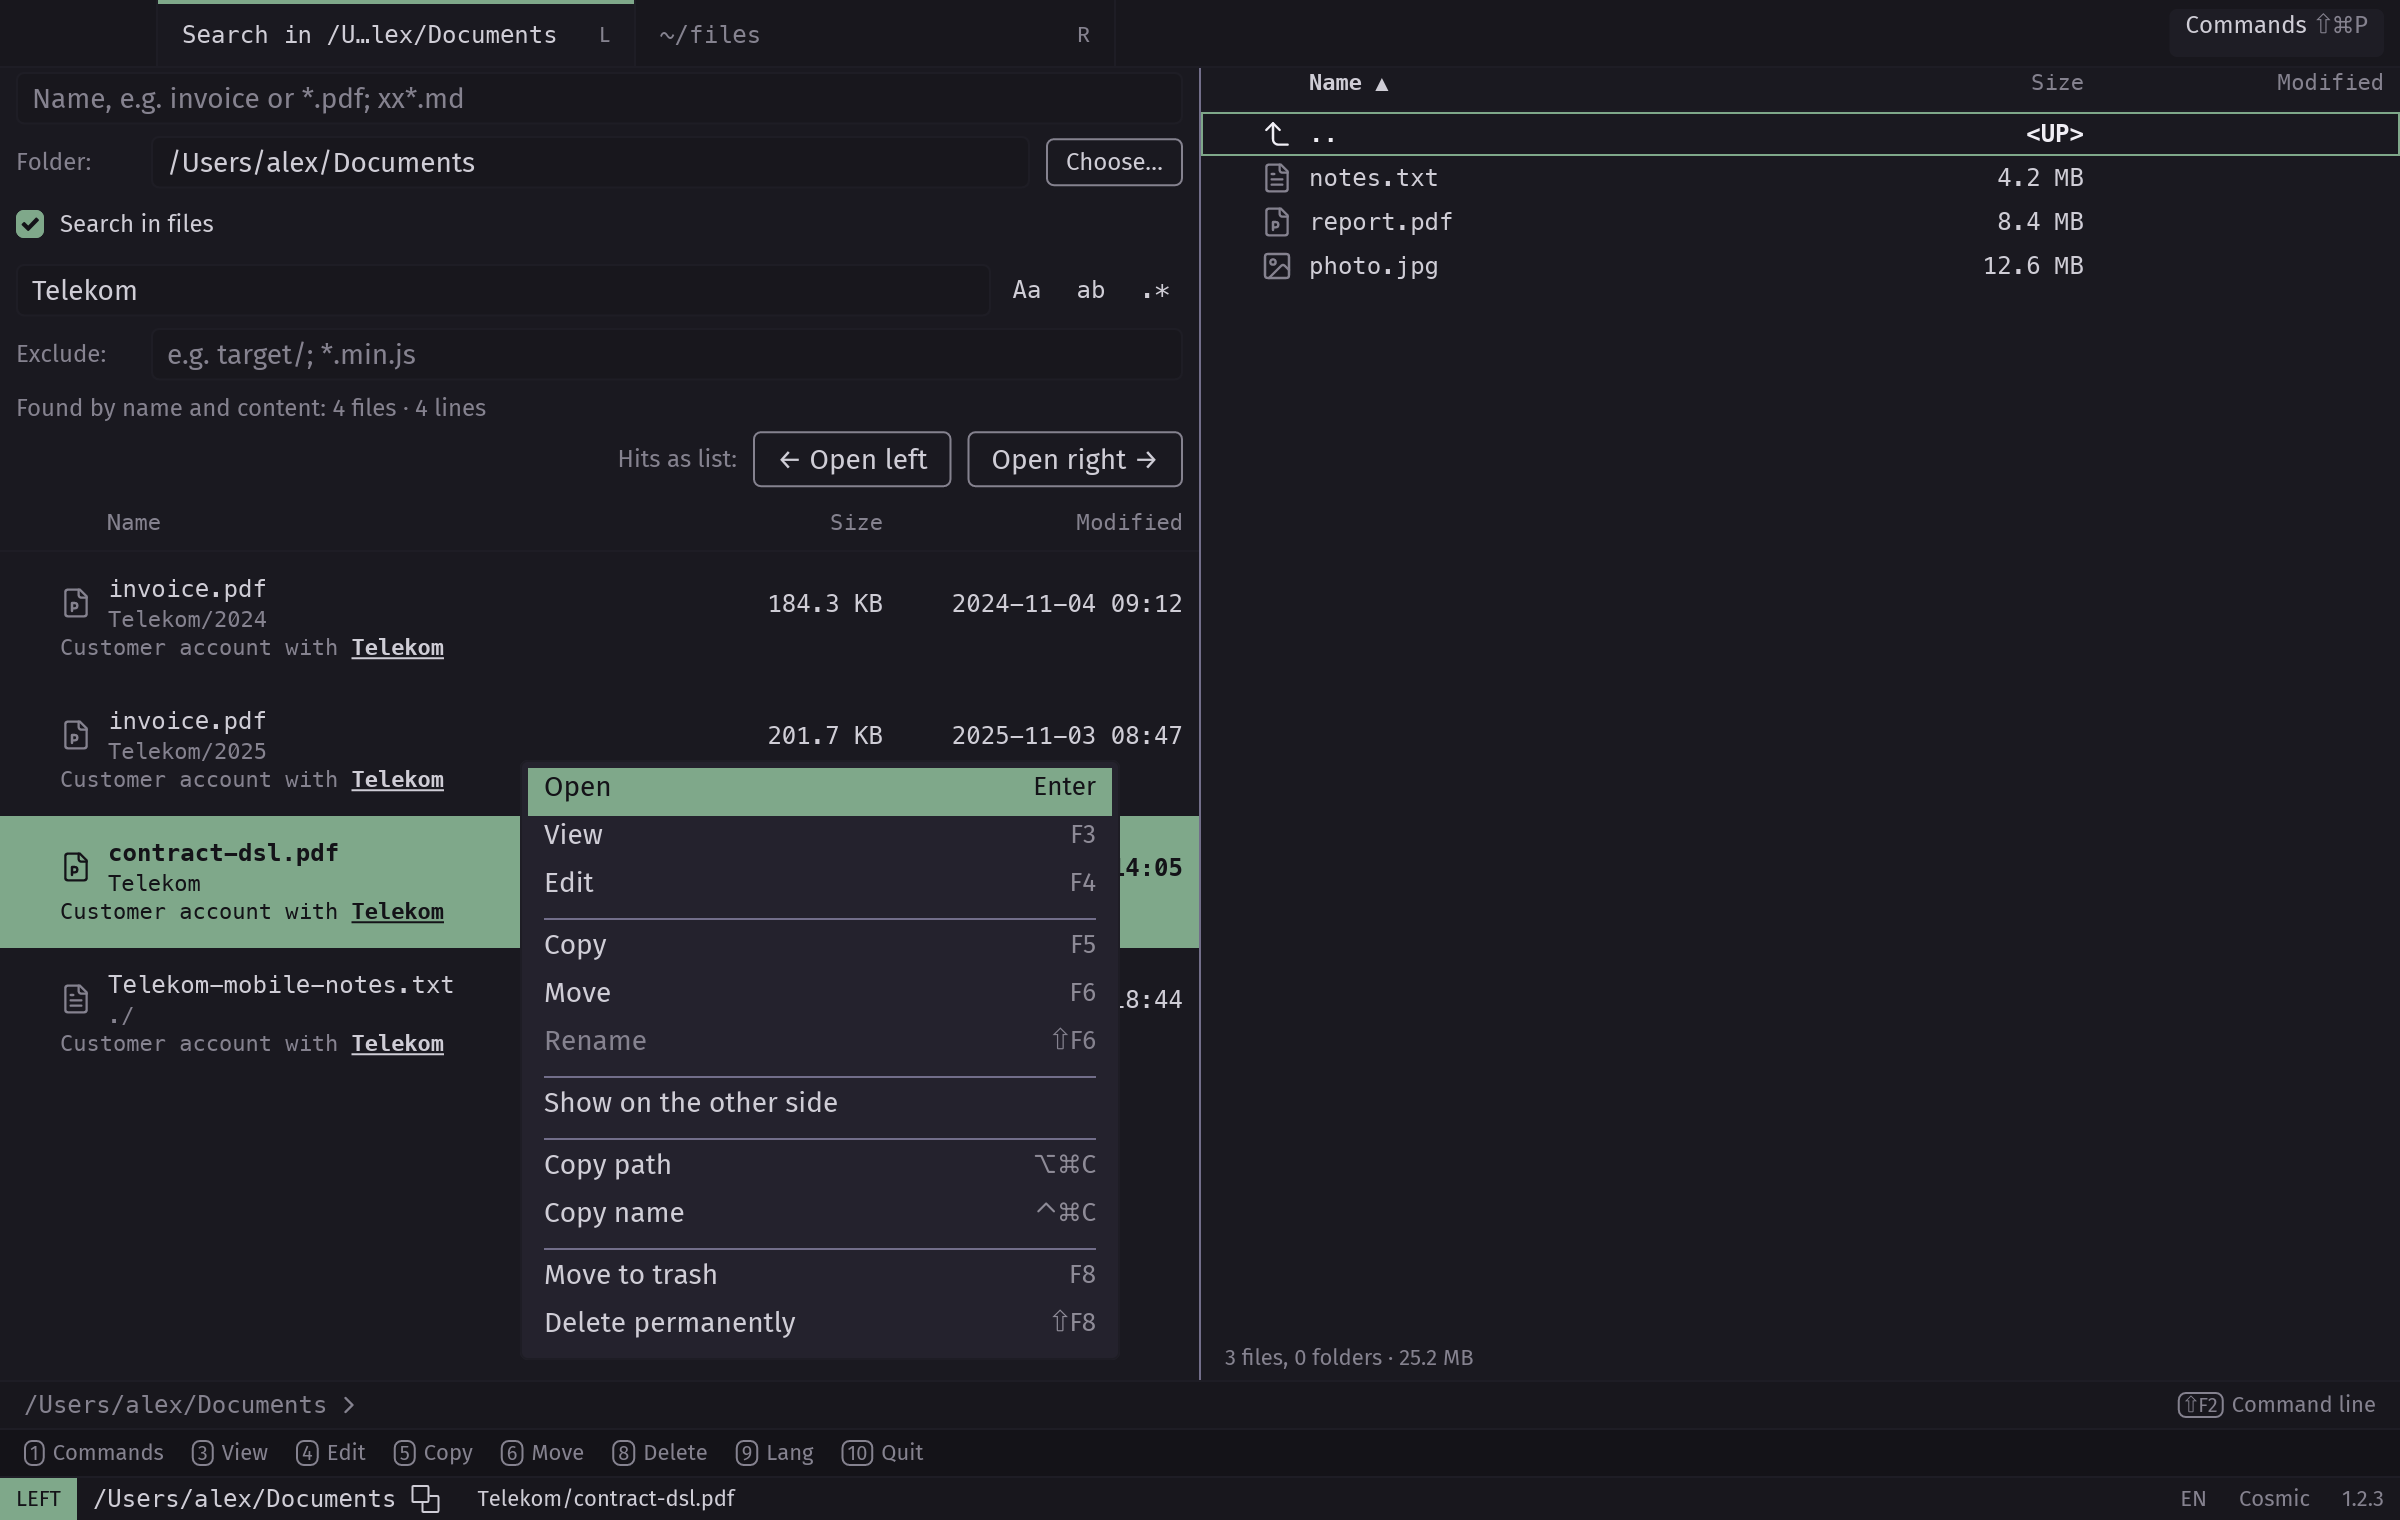 Search in /U…lex/Documents L ~/files R Commands ⇧⌘P
Name, e.g. invoice or *.pdf; xx*.md
Folder: /Users/alex/Documents Choose...
Search in files
Telekom Aa ab .*
Exclude: e.g. target/; *.min.js
Found by name and content: 4 files · 4 lines
Hits as list: ← Open left Open right →
Name Size Modified
invoice.pdf 184.3 KB 2024-11-04 09:12
Telekom/2024
Customer account with Telekom
invoice.pdf 201.7 KB 2025-11-03 08:47
Telekom/2025
Customer account with Telekom
contract-dsl.pdf 14:05
Telekom
Customer account with Telekom
Telekom-mobile-notes.txt 18:44
./
Customer account with Telekom
Open Enter
View F3
Edit F4
Copy F5
Move F6
Rename ⇧F6
Show on the other side
Copy path ⌥⌘C
Copy name ^⌘C
Move to trash F8
Delete permanently ⇧F8
Name ▲ Size Modified
.. <UP>
notes.txt 4.2 MB
report.pdf 8.4 MB
photo.jpg 12.6 MB
3 files, 0 folders · 25.2 MB
/Users/alex/Documents > ⇧F2 Command line
1 Commands 3 View 4 Edit 5 Copy 6 Move 8 Delete 9 Lang 10 Quit
LEFT /Users/alex/Documents Telekom/contract-dsl.pdf EN Cosmic 1.2.3